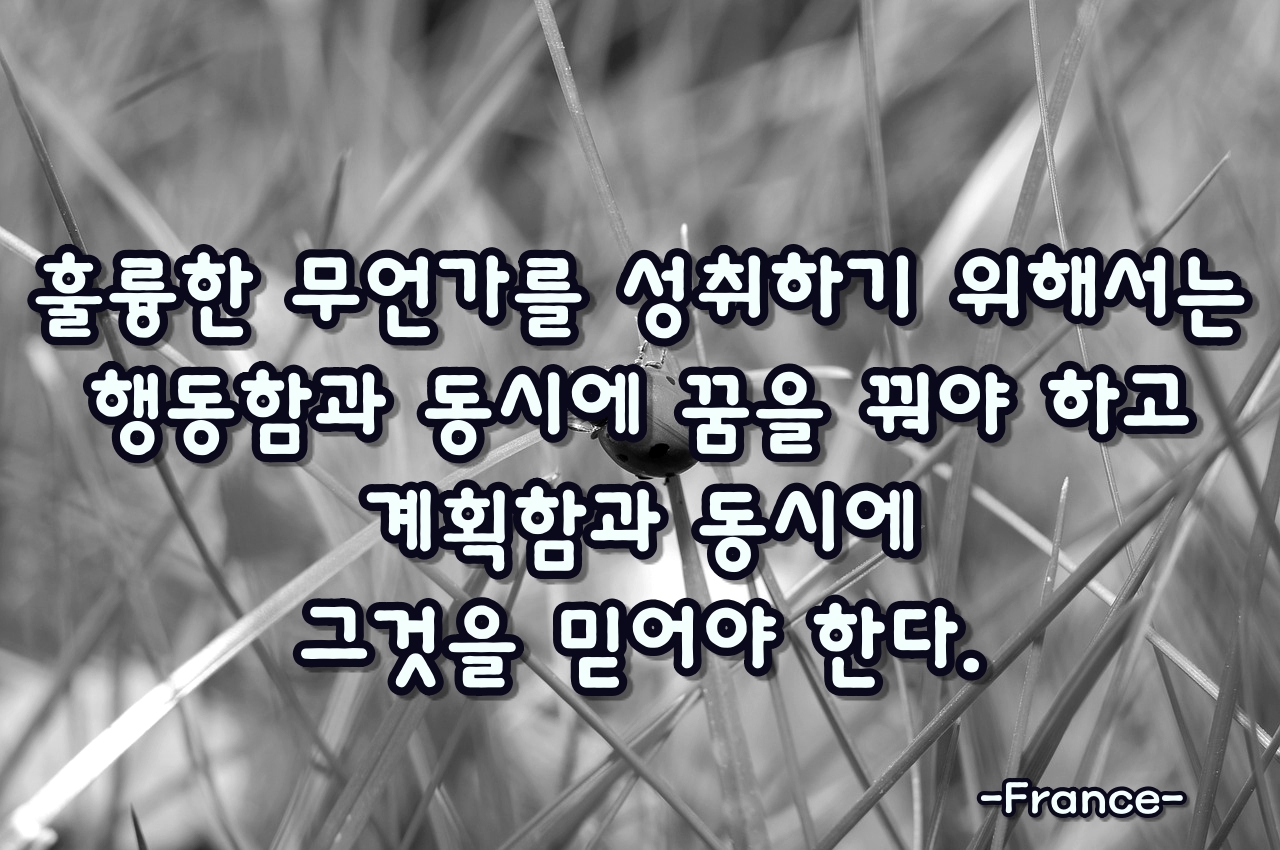 훌륭한 무언가를 성취하기 위해서는
행동함과 동시에 꿈을 꿔야 하고
계획함과 동시에
그것을 믿어야 한다.
-France-